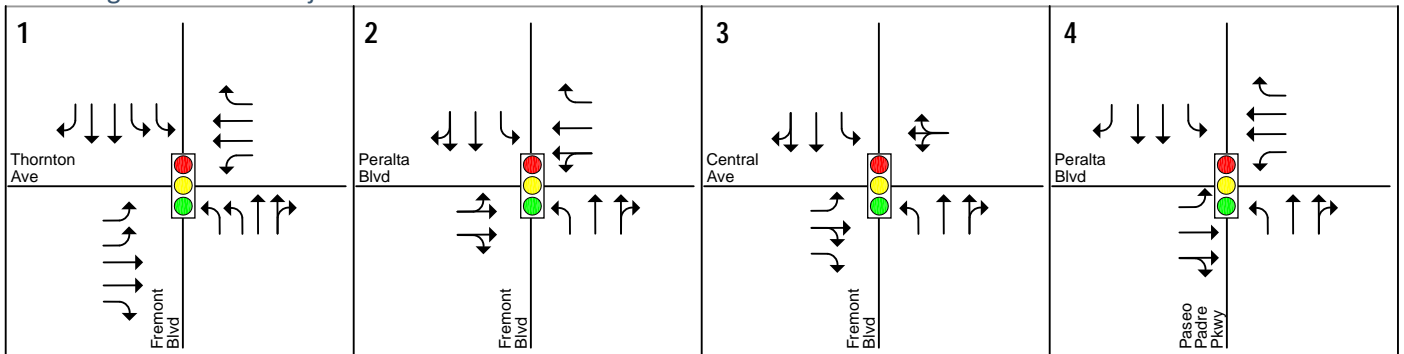 1
Thornton
Ave
Fremont
Blvd
2
Peralta
Blvd
Fremont
Blvd
3
Central
Ave
Fremont
Blvd
4
Peralta
Blvd
Paseo
Padre
Pkwy